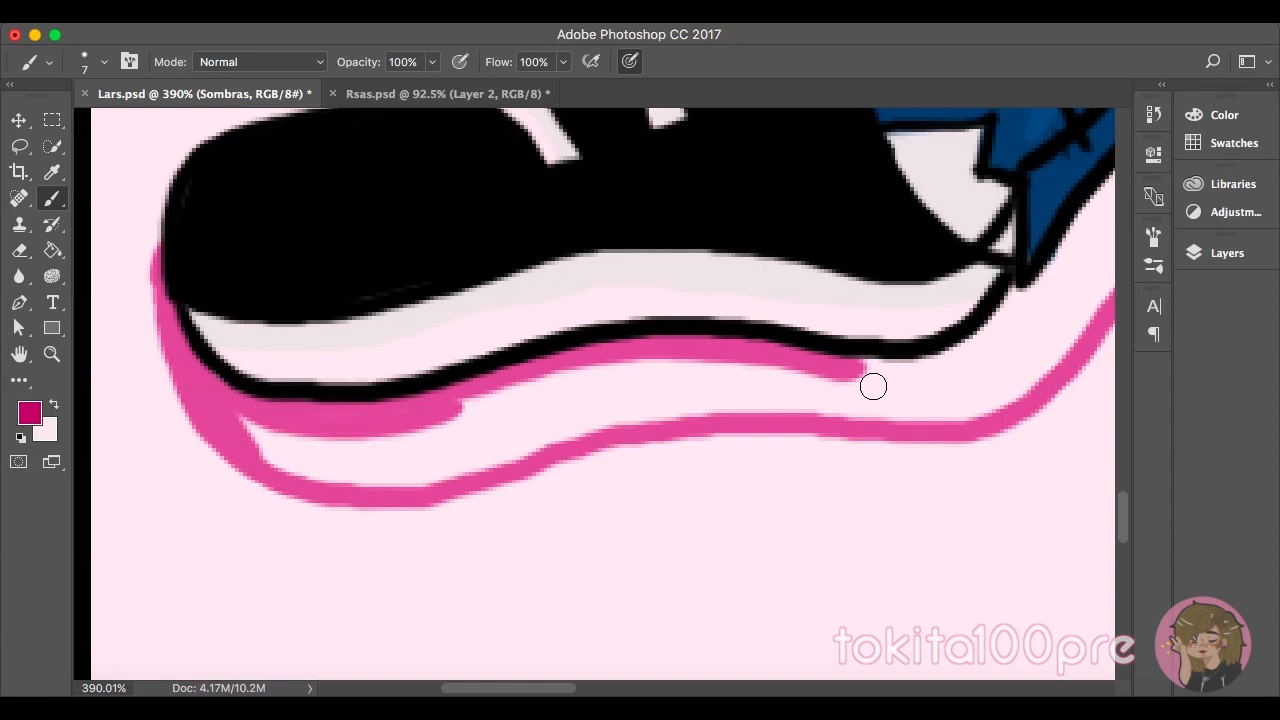 Adobe Photoshop CC 2017
7
Mode: Normal
Opacity: 100%
Flow: 100%
Lars.psd @ 390% (Sombras, RGB/8#) *
Rsas.psd @ 92.5% (Layer 2, RGB/8) *
Color
Swatches
Libraries
Adjustm...
Layers
tokita100pre
390.01%
Doc: 4.17M/10.2M